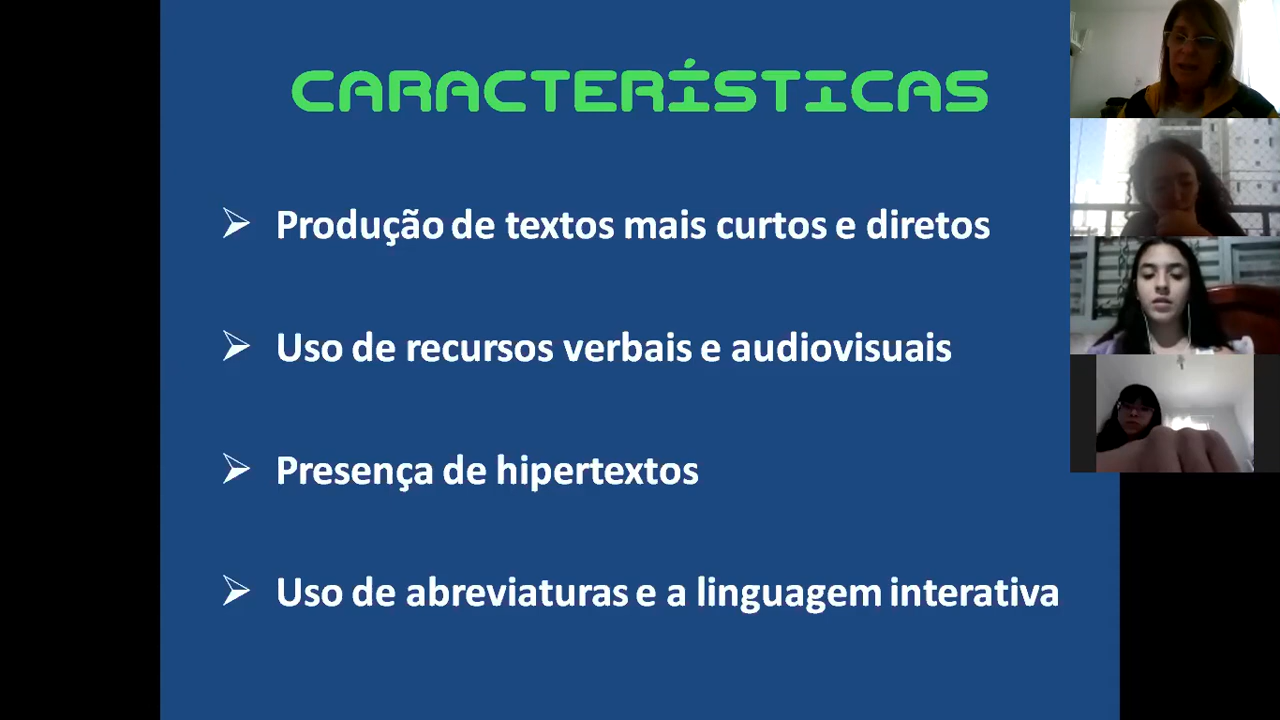 CARACTERÍSTICAS
Produção de textos mais curtos e diretos
Uso de recursos verbais e audiovisuais
Presença de hipertextos
Uso de abreviaturas e a linguagem interativa